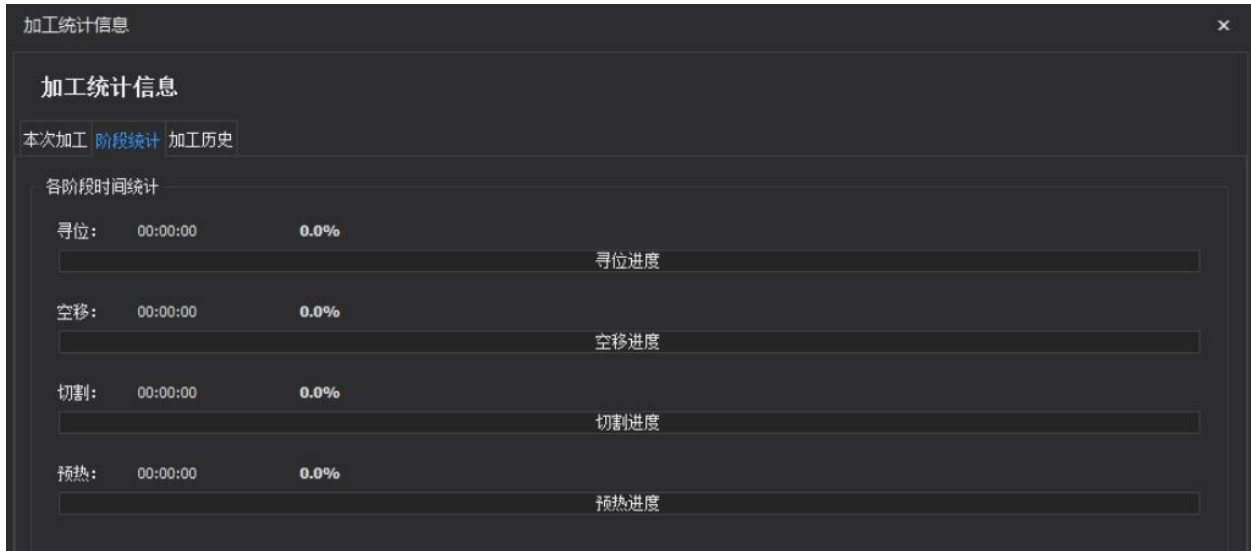 加工统计信息 ×
加工统计信息
本次加工 阶段统计 加工历史
各阶段时间统计
寻位: 00:00:00 0.0%
寻位进度
空移: 00:00:00 0.0%
空移进度
切割: 00:00:00 0.0%
切割进度
预热: 00:00:00 0.0%
预热进度